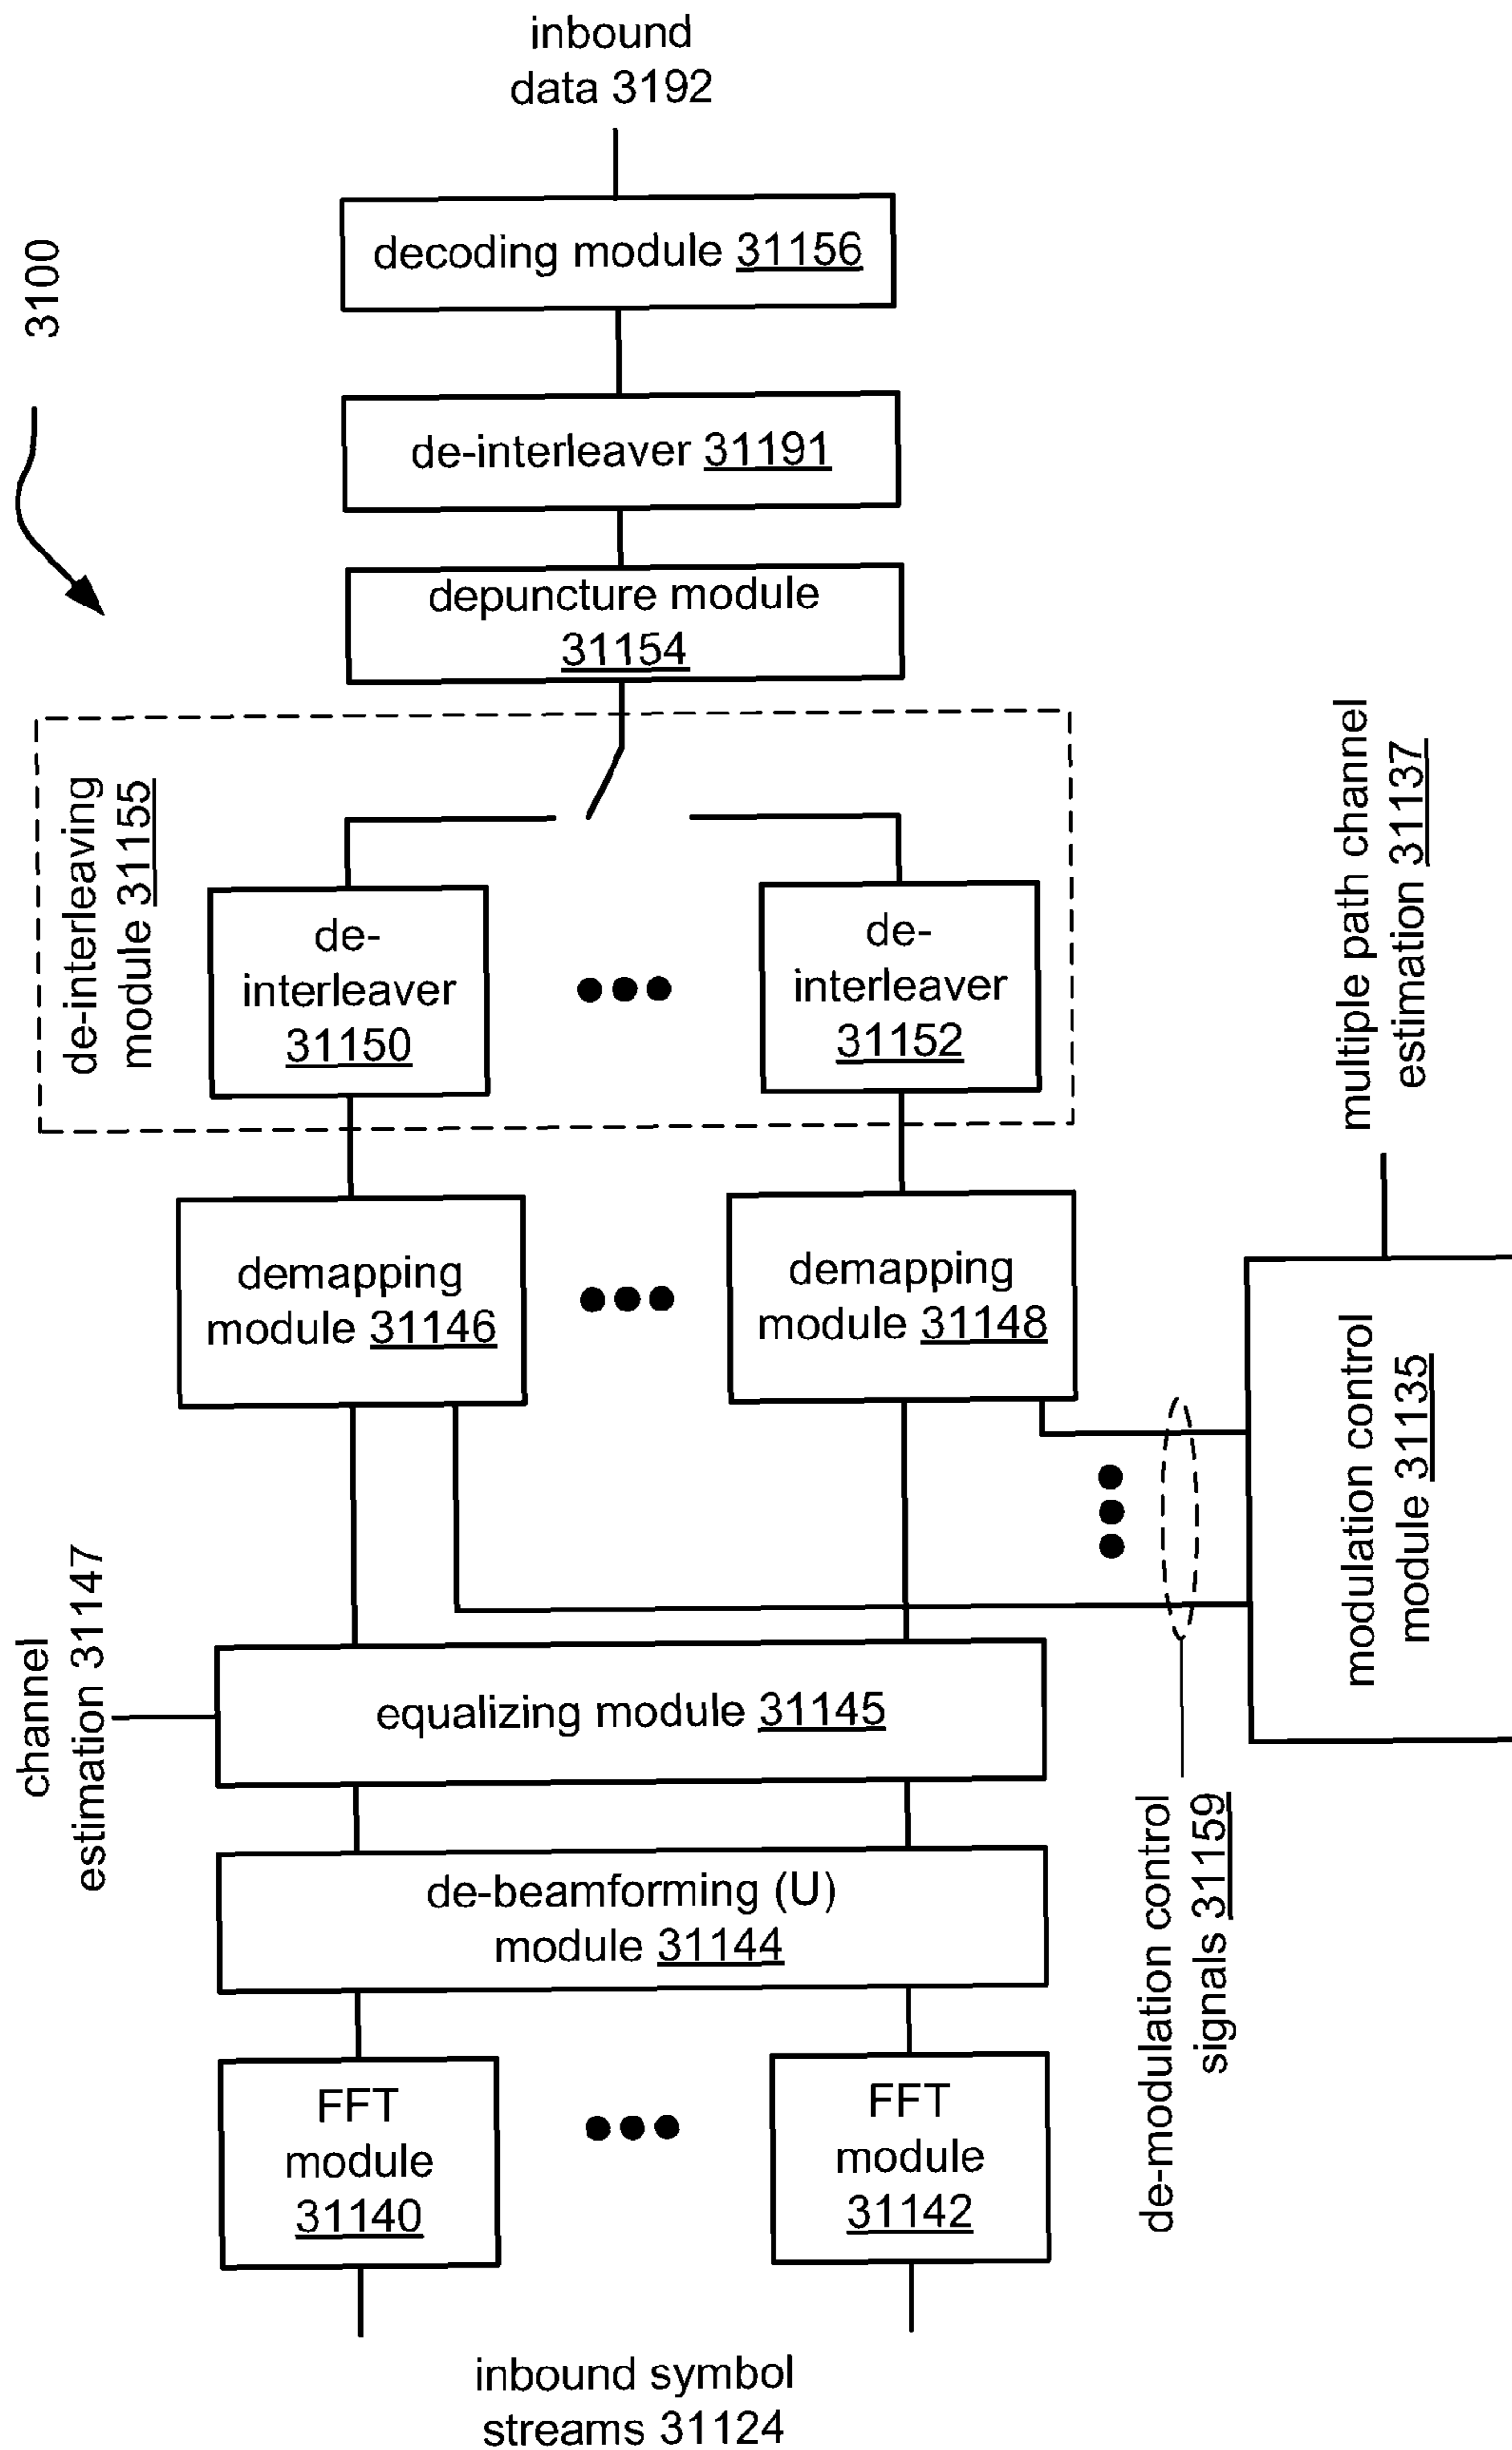 inbound
data 3192
3100
decoding module 31156
de-interleaver 31191
depuncture module
31154
de-interleaving
module 31155
de-
interleaver
31150
de-
interleaver
31152
multiple path channel
estimation 31137
demapping
module 31146
demapping
module 31148
modulation control
module 31135
channel
estimation 31147
equalizing module 31145
de-beamforming (U)
module 31144
de-modulation control
signals 31159
FFT
module
31140
FFT
module
31142
inbound symbol
streams 31124